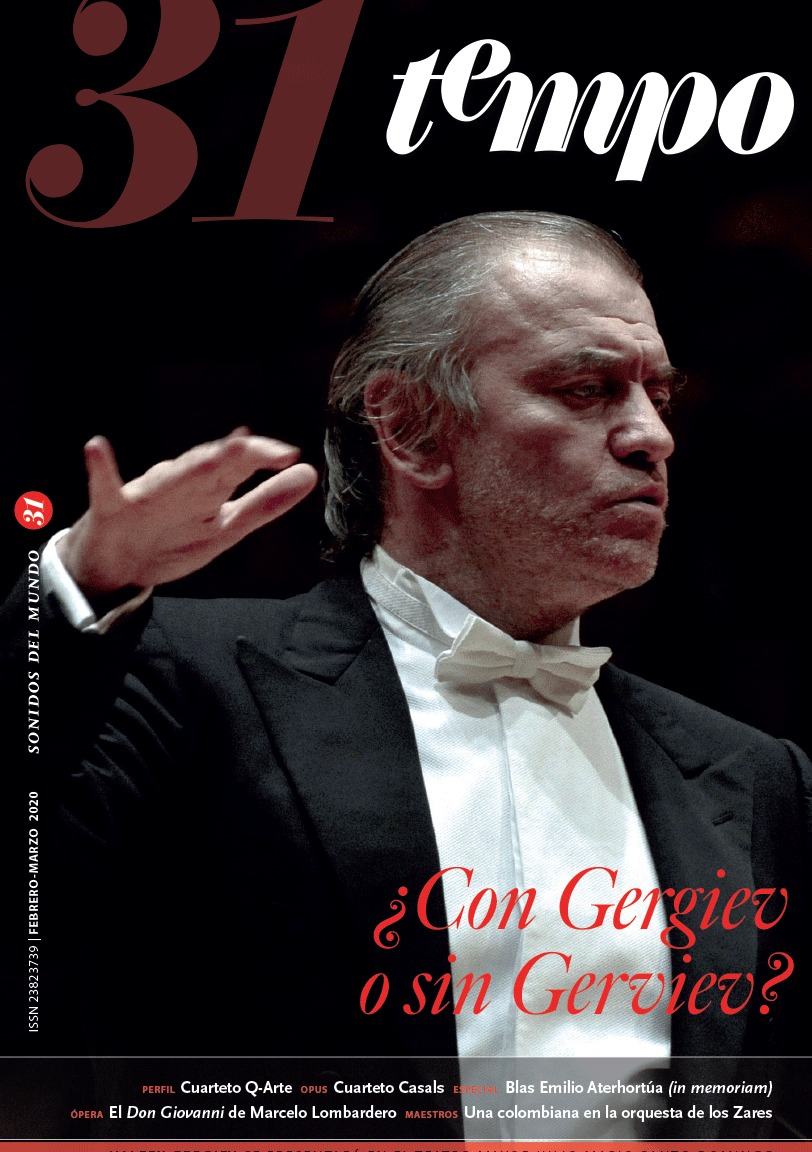 31
tempo
31
SONIDOS DEL MUNDO
ISSN 23823739 | FEBRERO-MARZO 2020
¿Con Gergiev
o sin Gerviev?
PERFIL Cuarteto Q-Arte OPUS Cuarteto Casals ESPECIAL Blas Emilio Aterhortúa (in memoriam)
ÓPERA El Don Giovanni de Marcelo Lombardero MAESTROS Una colombiana en la orquesta de los Zares